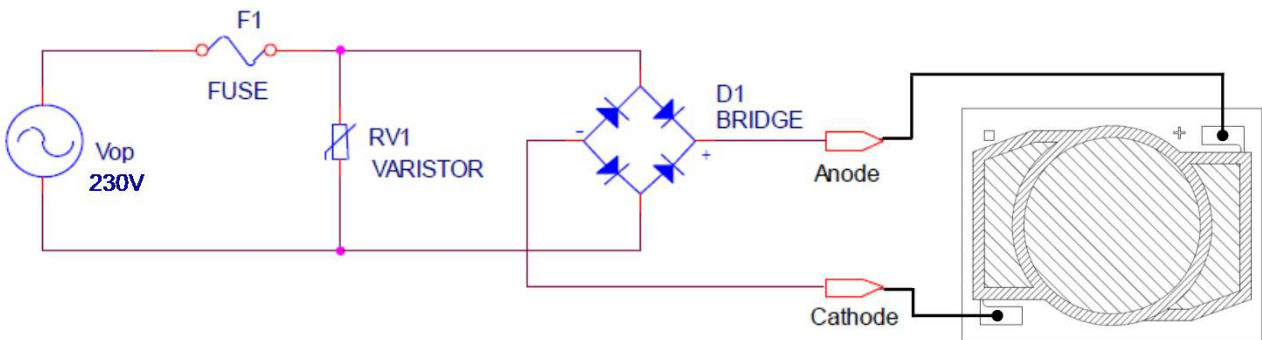 F1
FUSE
Vop
230V
RV1
VARISTOR
D1
BRIDGE
-
+
Anode
Cathode
+